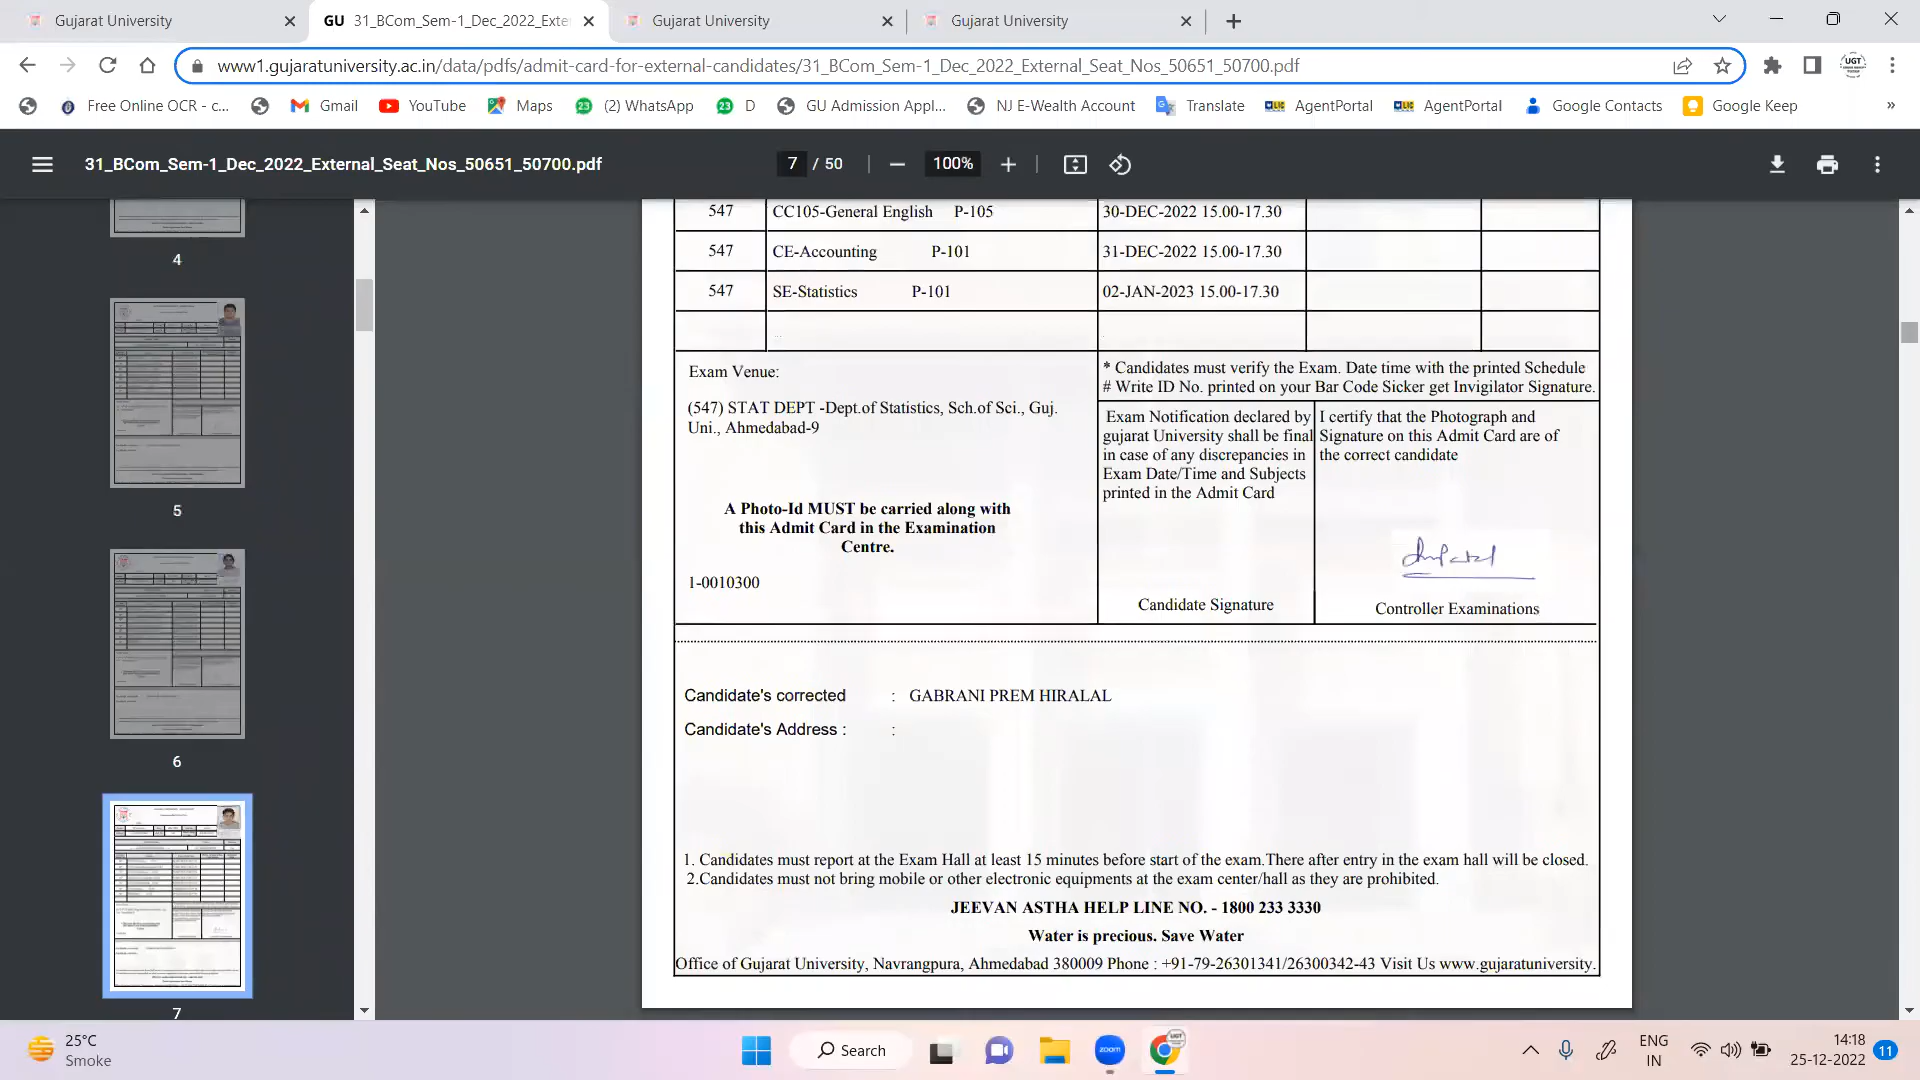 Gujarat University
GU 31_BCom_Sem-1_Dec_2022_Exte
Gujarat University
Gujarat University
www1.gujaratuniversity.ac.in/data/pdfs/admit-card-for-external-candidates/31_BCom_Sem-1_Dec_2022_External_Seat_Nos_50651_50700.pdf
UGT
Free Online OCR - c...
Gmail
YouTube
Maps
23 (2) WhatsApp
23 D
GU Admission Appl...
NJ E-Wealth Account
Translate
LIC AgentPortal
LIC AgentPortal
Google Contacts
Google Keep
»
31_BCom_Sem-1_Dec_2022_External_Seat_Nos_50651_50700.pdf
7 / 50
100%
4
5
6
7
547 CC105-General English P-105 30-DEC-2022 15.00-17.30
547 CE-Accounting P-101 31-DEC-2022 15.00-17.30
547 SE-Statistics P-101 02-JAN-2023 15.00-17.30
Exam Venue:
(547) STAT DEPT -Dept.of Statistics, Sch.of Sci., Guj.
Uni., Ahmedabad-9
A Photo-Id MUST be carried along with
this Admit Card in the Examination
Centre.
1-0010300
* Candidates must verify the Exam. Date time with the printed Schedule
# Write ID No. printed on your Bar Code Sicker get Invigilator Signature.
Exam Notification declared by
gujarat University shall be final
in case of any discrepancies in
Exam Date/Time and Subjects
printed in the Admit Card
Candidate Signature
I certify that the Photograph and
Signature on this Admit Card are of
the correct candidate
Controller Examinations
Candidate's corrected : GABRANI PREM HIRALAL
Candidate's Address : :
1. Candidates must report at the Exam Hall at least 15 minutes before start of the exam.There after entry in the exam hall will be closed.
2.Candidates must not bring mobile or other electronic equipments at the exam center/hall as they are prohibited.
JEEVAN ASTHA HELP LINE NO. - 1800 233 3330
Water is precious. Save Water
Office of Gujarat University, Navrangpura, Ahmedabad 380009 Phone : +91-79-26301341/26300342-43 Visit Us www.gujaratuniversity.
25°C
Smoke
Search
zoom
UGT
ENG
IN
14:18
25-12-2022
11